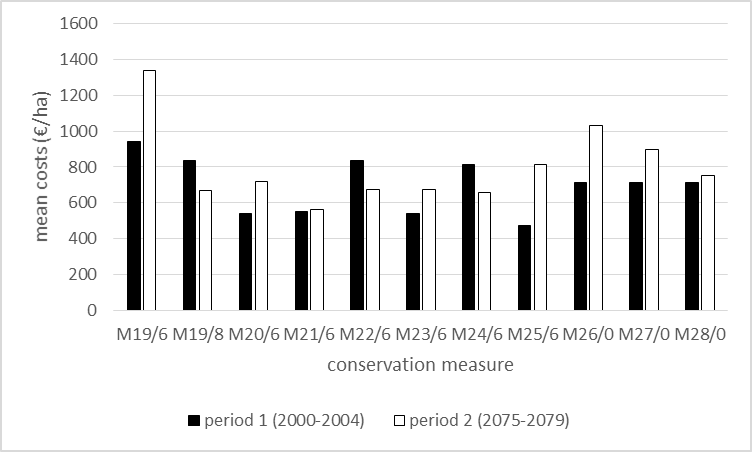 1600
1400
1200
1000
800
600
400
200
0
mean costs (€/ha)
M19/6 M19/8 M20/6 M21/6 M22/6 M23/6 M24/6 M25/6 M26/0 M27/0 M28/0
conservation measure
period 1 (2000-2004) period 2 (2075-2079)